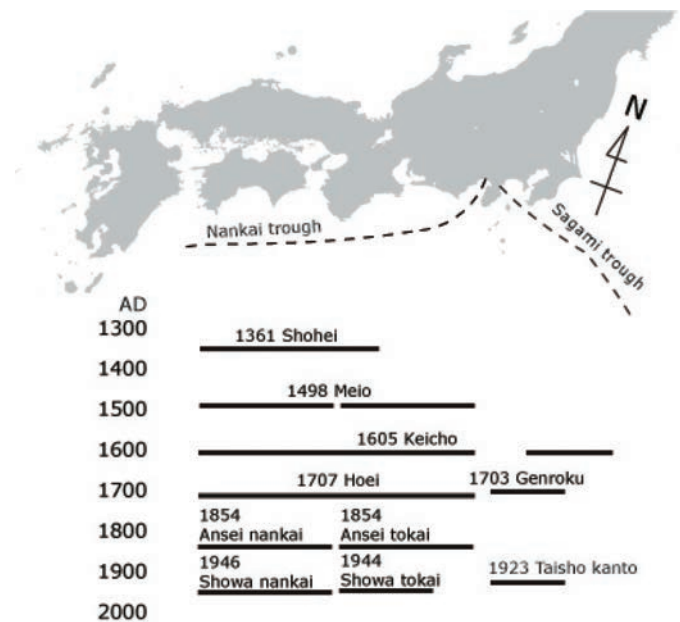 N
Nankai trough
Sagami trough
AD
1300
1361 Shohei
1400
1498 Meio
1500
1605 Keicho
1600
1707 Hoei
1703 Genroku
1700
1854
Ansei nankai
1854
Ansei tokai
1800
1946
Showa nankai
1944
Showa tokai
1923 Taisho kanto
1900
2000